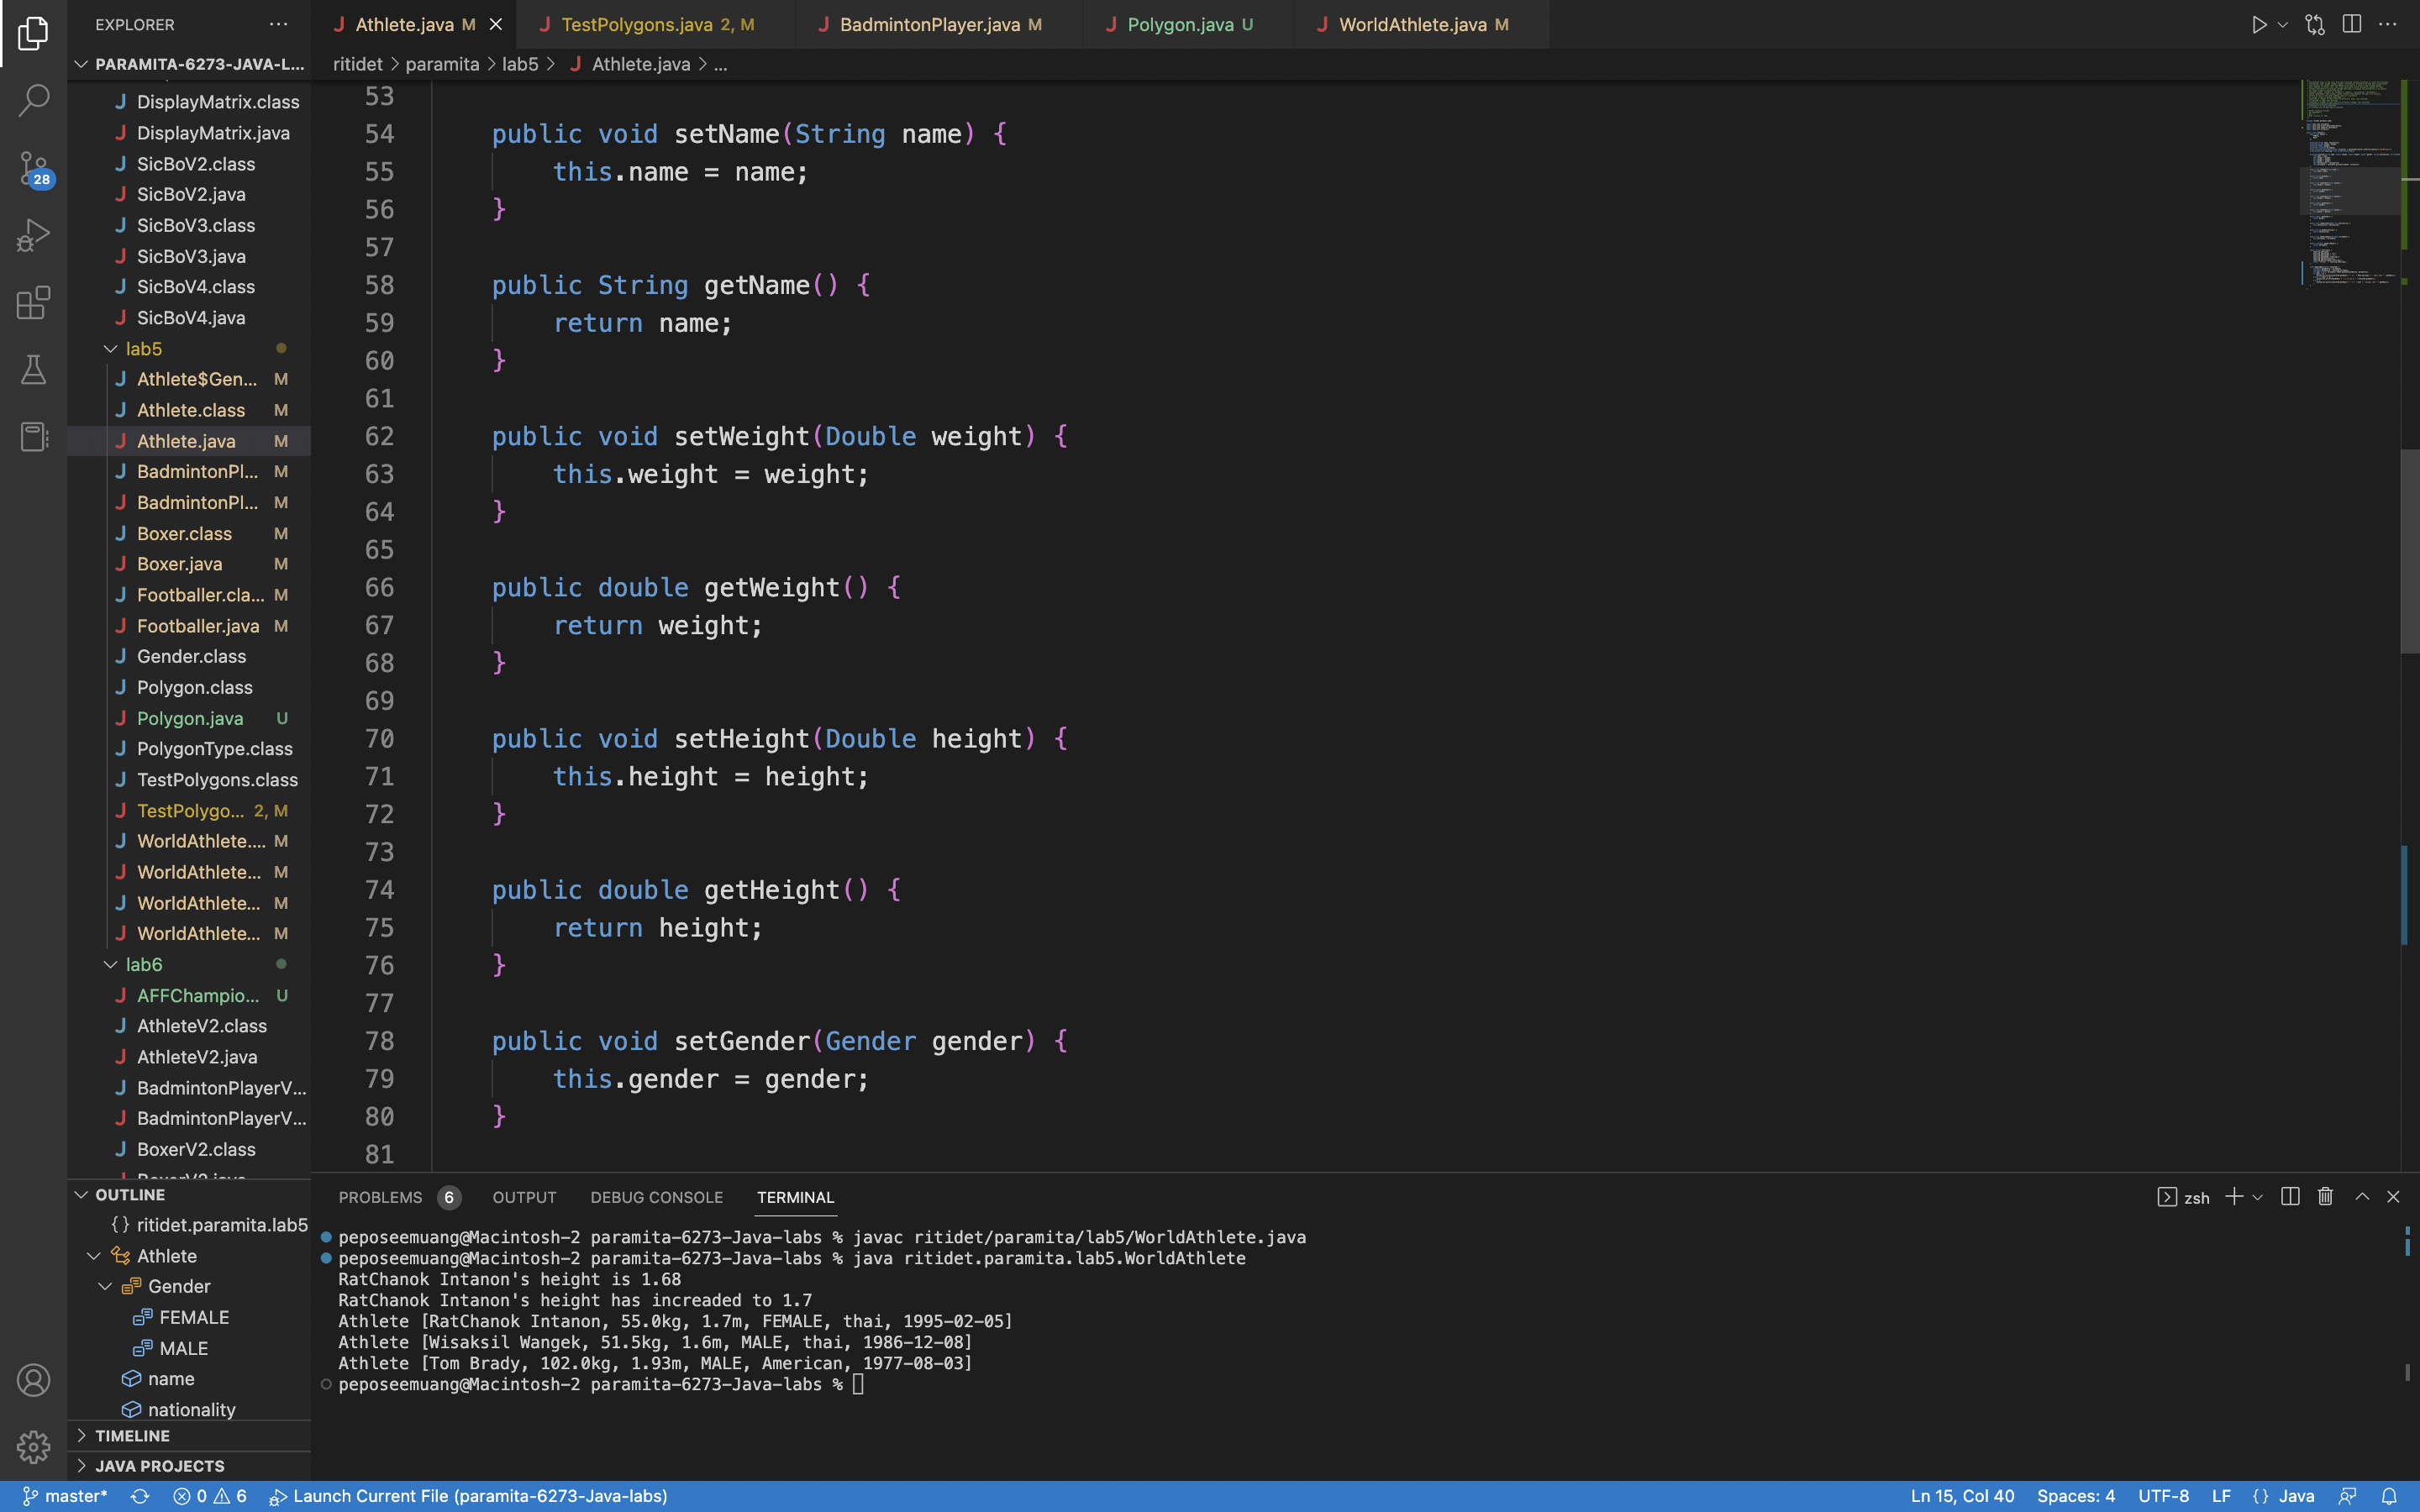 EXPLORER
Athlete.java M
TestPolygons.java 2, M
BadmintonPlayer.java M
Polygon.java U
WorldAthlete.java M
PARAMITA-6273-JAVA-L...
ritidet > paramita > lab5 > Athlete.java > ...
DisplayMatrix.class
DisplayMatrix.java
SicBoV2.class
SicBoV2.java
SicBoV3.class
SicBoV3.java
SicBoV4.class
SicBoV4.java
lab5
Athlete$Gen... M
Athlete.class M
Athlete.java M
BadmintonPl... M
BadmintonPl... M
Boxer.class M
Boxer.java M
Footballer.cla... M
Footballer.java M
Gender.class
Polygon.class
Polygon.java U
PolygonType.class
TestPolygons.class
TestPolygo... 2, M
WorldAthlete.... M
WorldAthlete... M
WorldAthlete... M
WorldAthlete... M
lab6
AFFChampio... U
AthleteV2.class
AthleteV2.java
BadmintonPlayerV...
BadmintonPlayerV...
BoxerV2.class
28
OUTLINE
{} ritidet.paramita.lab5
Athlete
Gender
FEMALE
MALE
name
nationality
TIMELINE
JAVA PROJECTS
53
54 public void setName(String name) {
55 this.name = name;
56 }
57
58 public String getName() {
59 return name;
60 }
61
62 public void setWeight(Double weight) {
63 this.weight = weight;
64 }
65
66 public double getWeight() {
67 return weight;
68 }
69
70 public void setHeight(Double height) {
71 this.height = height;
72 }
73
74 public double getHeight() {
75 return height;
76 }
77
78 public void setGender(Gender gender) {
79 this.gender = gender;
80 }
81
PROBLEMS 6 OUTPUT DEBUG CONSOLE TERMINAL zsh
peposeemuang@Macintosh-2 paramita-6273-Java-labs % javac ritidet/paramita/lab5/WorldAthlete.java
peposeemuang@Macintosh-2 paramita-6273-Java-labs % java ritidet.paramita.lab5.WorldAthlete
RatChanok Intanon's height is 1.68
RatChanok Intanon's height has increaded to 1.7
Athlete [RatChanok Intanon, 55.0kg, 1.7m, FEMALE, thai, 1995-02-05]
Athlete [Wisaksil Wangek, 51.5kg, 1.6m, MALE, thai, 1986-12-08]
Athlete [Tom Brady, 102.0kg, 1.93m, MALE, American, 1977-08-03]
peposeemuang@Macintosh-2 paramita-6273-Java-labs %
master* 0 6 Launch Current File (paramita-6273-Java-labs) Ln 15, Col 40 Spaces: 4 UTF-8 LF {} Java